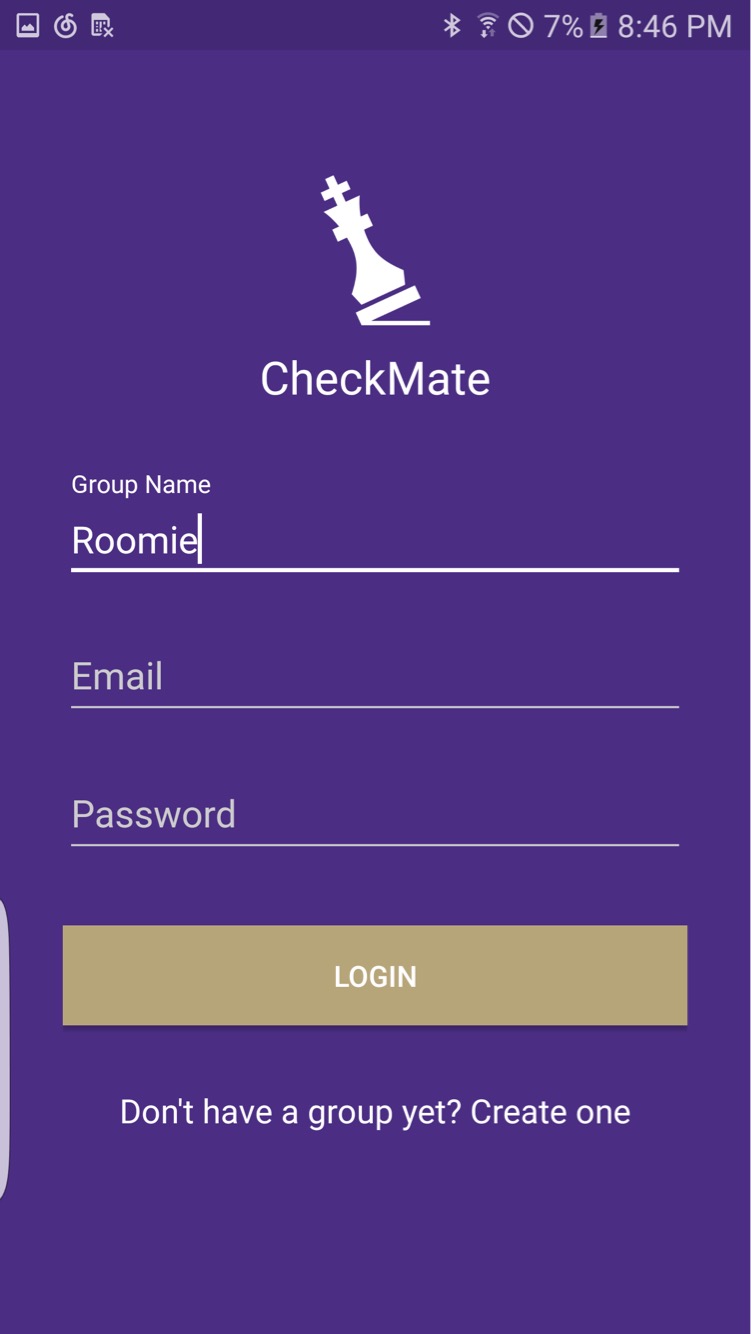 7% 8:46 PM
CheckMate
Group Name
Roomie
Email
Password
LOGIN
Don't have a group yet? Create one